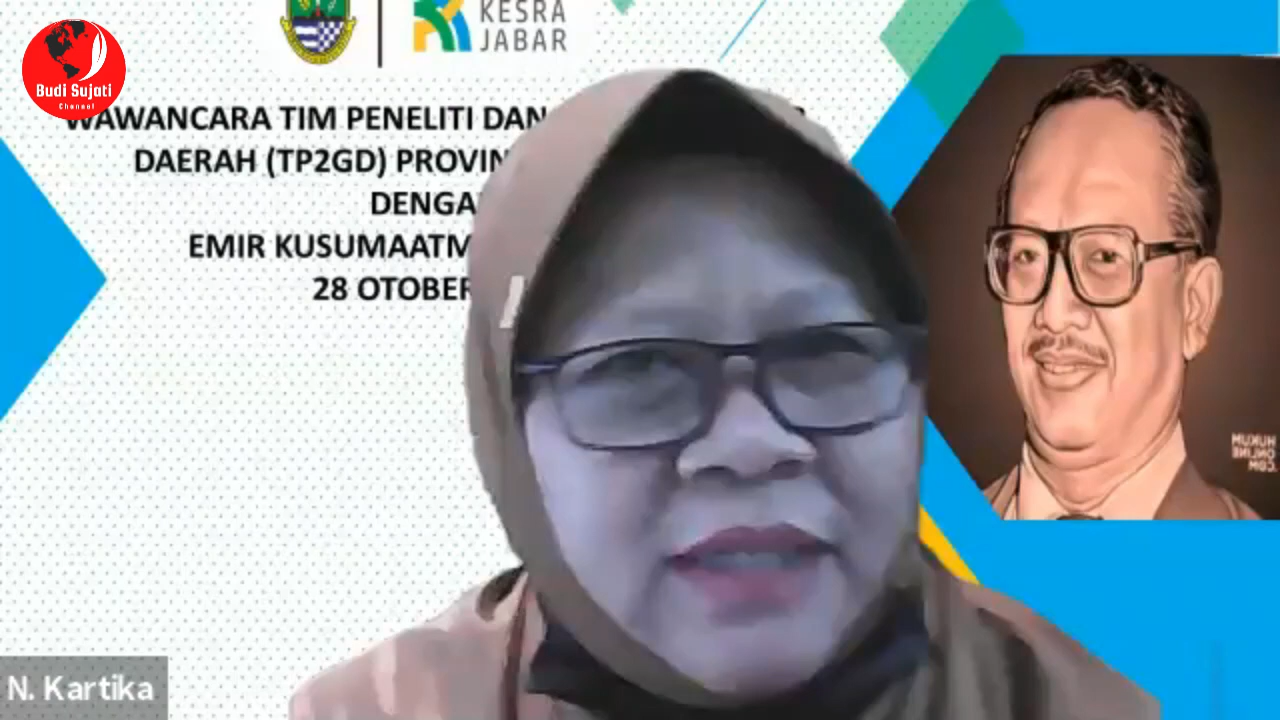 KESRA
JABAR
Budi Sujati
Channel
WAWANCARA TIM PENELITI DAN
DAERAH (TP2GD) PROVIN
DENGA
EMIR KUSUMAATM
28 OTOBER
HUKUM
ONLINE
.COM
N. Kartika